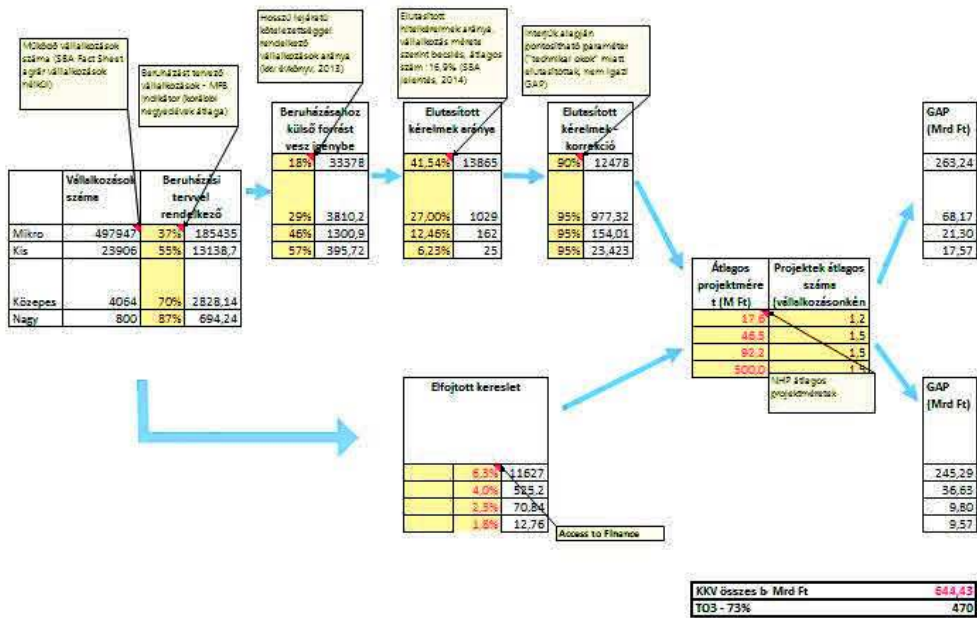 Működő vállalkozások
száma (SBA Fact Sheet
agrár vállalkozások
nélkül)
Beruházást tervező
vállalkozások - MFB
Indikátor (korábbi
negyedévek átlaga)
Hosszú lejáratú
kötelezettséggel
rendelkező
vállalkozások aránya
2013)
Elutasított
hitelkérelmek aránya,
vállalkozás mérete
szerint becslés, átlagos
szám 16,9% (SBA
jelentés, 2014)
Interjúk alapján
pontosítható paraméter
("technikai okok" miatt
elutasítottak, nem igazi
GAP)
Beruházásához
külső forrást
vesz igénybe
18% 33378
29% 3810,2
46% 1300,9
57% 395,72
Elutasított
kérelmek aránya
41,54% 13865
27,00% 1029
12,46% 162
6,23% 25
Elutasított
kérelmek -
korrekció
90% 12478
95% 977,32
95% 154,01
95% 23,423
GAP
(Mrd Ft)
263,24
68,17
21,30
17,57
Vállalkozások
száma
Beruházási
tervvel
rendelkező
Mikro 497947 37% 185435
Kis 23906 55% 13138,7
Közepes 4064 70% 2828,14
Nagy 800 87% 694,24
Átlagos
projektmére
t (M Ft)
Projektek átlagos
száma
(vállalkozásonkén
17,6 1,2
46,5 1,5
92,2 1,5
500,0 1,5
NHP átlagos
projektméretek
Elfojtott kereslet
6,3% 11627
4,0% 525,2
2,5% 70,84
1,8% 12,76
Access to Finance
GAP
(Mrd Ft)
245,29
36,63
9,80
9,57
KKV összes b Mrd Ft 644,43
TO3 - 73% 470